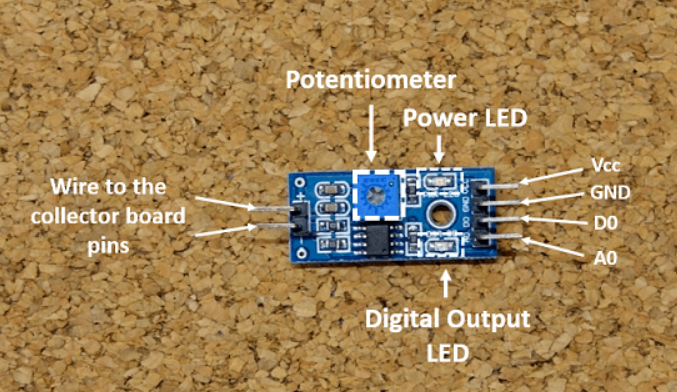 Potentiometer
Power LED
Vcc
GND
D0
A0
Wire to the
collector board
pins
Digital Output
LED